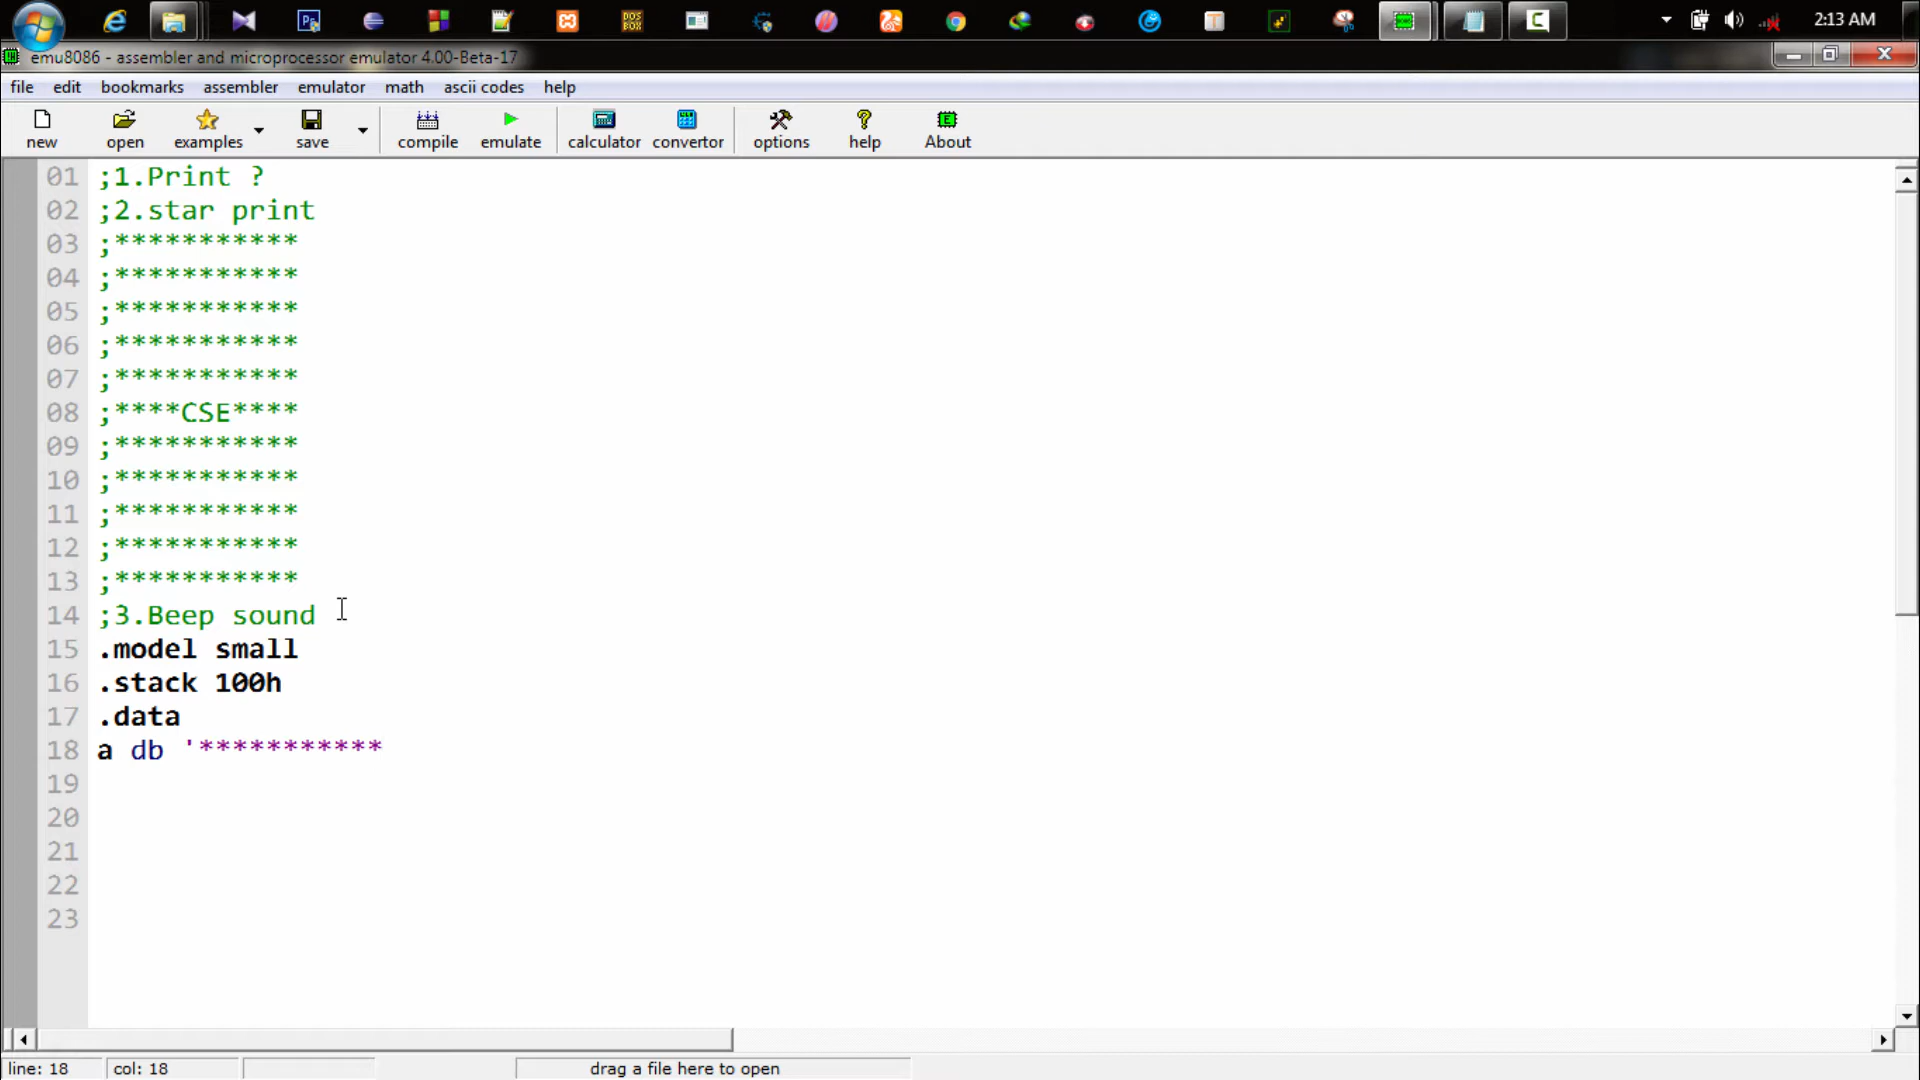 Ps
DOS BOX
T
C
2:13 AM
emu8086 - assembler and microprocessor emulator 4.00-Beta-17
file edit bookmarks assembler emulator math ascii codes help
new open examples save compile emulate calculator convertor options help About
01 ;1.Print ?
02 ;2.star print
03 ;***********
04 ;***********
05 ;***********
06 ;***********
07 ;***********
08 ;****CSE****
09 ;***********
10 ;***********
11 ;***********
12 ;***********
13 ;***********
14 ;3.Beep sound
15 .model small
16 .stack 100h
17 .data
18 a db '***********
19
20
21
22
23
line: 18 col: 18 drag a file here to open